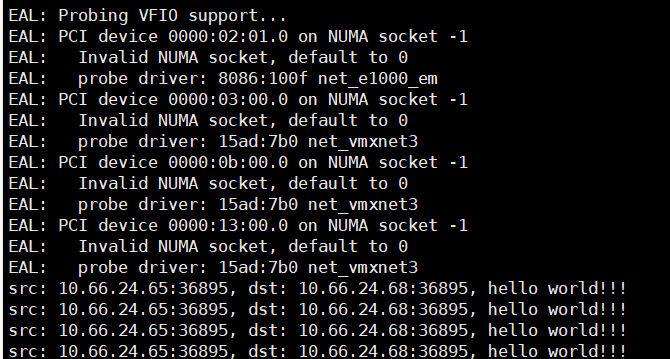 EAL: Probing VFIO support...
EAL: PCI device 0000:02:01.0 on NUMA socket -1
EAL:   Invalid NUMA socket, default to 0
EAL:   probe driver: 8086:100f net_e1000_em
EAL: PCI device 0000:03:00.0 on NUMA socket -1
EAL:   Invalid NUMA socket, default to 0
EAL:   probe driver: 15ad:7b0 net_vmxnet3
EAL: PCI device 0000:0b:00.0 on NUMA socket -1
EAL:   Invalid NUMA socket, default to 0
EAL:   probe driver: 15ad:7b0 net_vmxnet3
EAL: PCI device 0000:13:00.0 on NUMA socket -1
EAL:   Invalid NUMA socket, default to 0
EAL:   probe driver: 15ad:7b0 net_vmxnet3
src: 10.66.24.65:36895, dst: 10.66.24.68:36895, hello world!!!
src: 10.66.24.65:36895, dst: 10.66.24.68:36895, hello world!!!
src: 10.66.24.65:36895, dst: 10.66.24.68:36895, hello world!!!
src: 10.66.24.65:36895, dst: 10.66.24.68:36895, hello world!!!